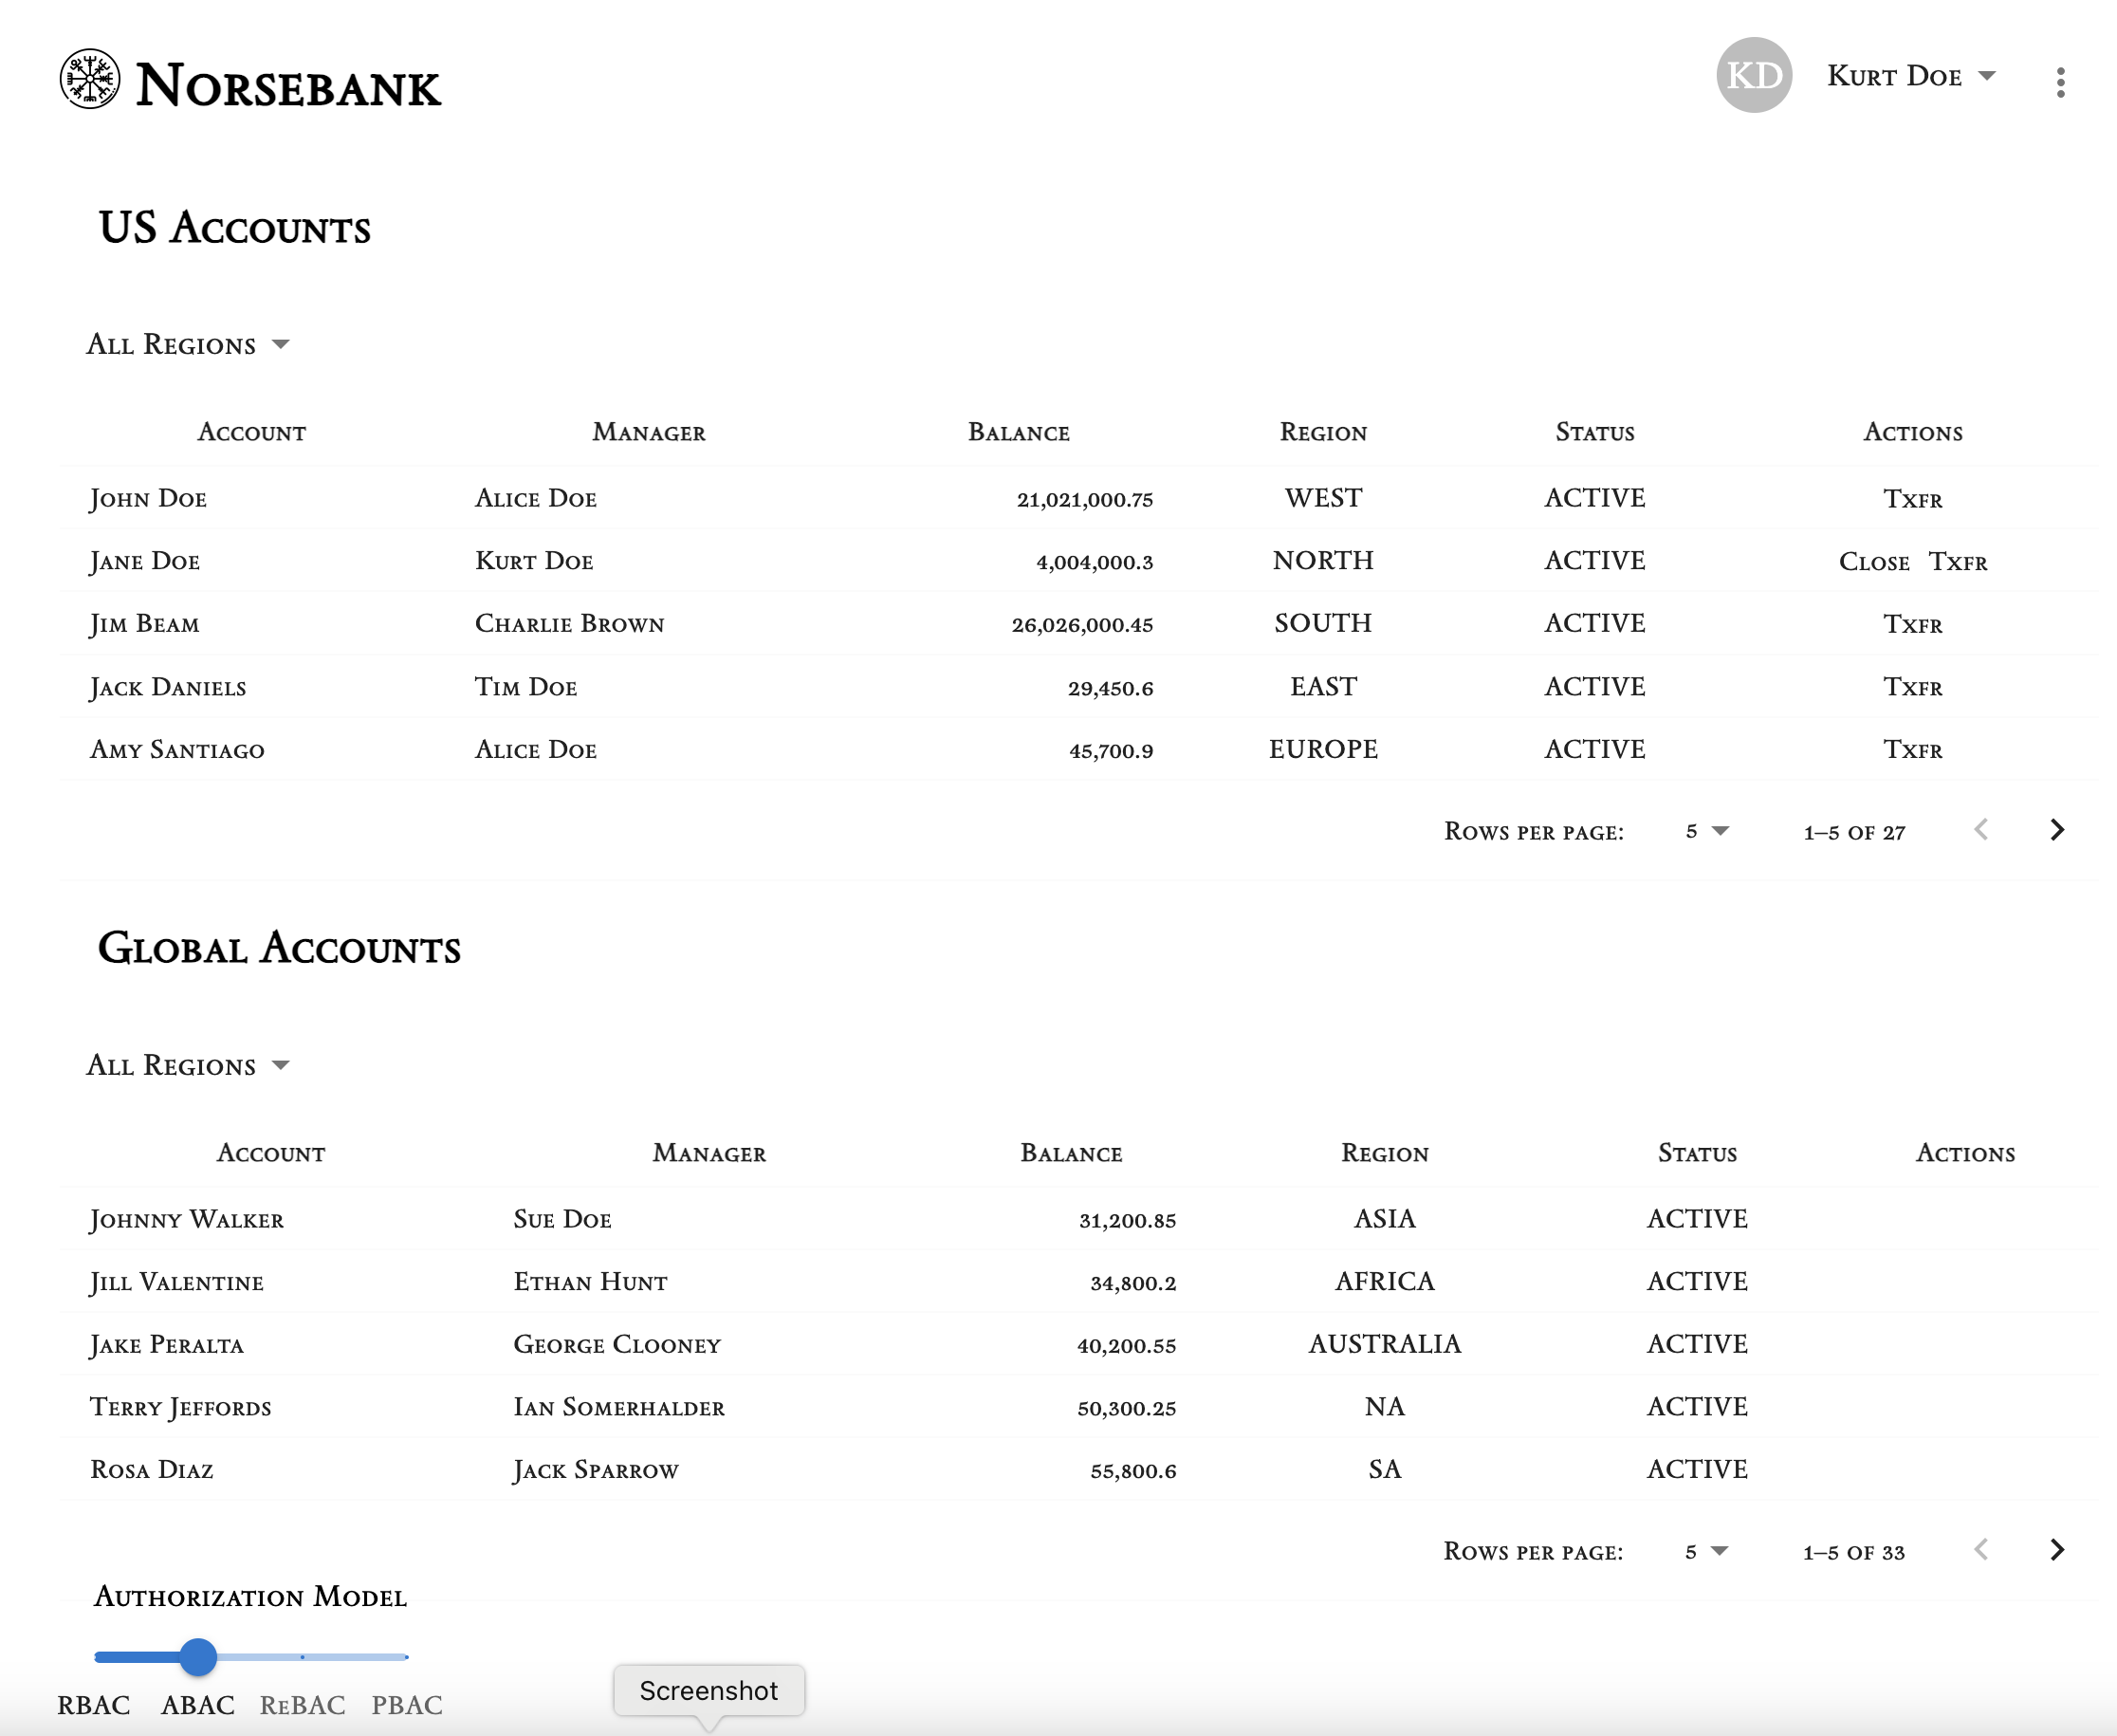 Norsebank
KD Kurt Doe
US Accounts
All Regions
Account Manager Balance Region Status Actions
John Doe Alice Doe 21,021,000.75 WEST ACTIVE Txfr
Jane Doe Kurt Doe 4,004,000.3 NORTH ACTIVE Close Txfr
Jim Beam Charlie Brown 26,026,000.45 SOUTH ACTIVE Txfr
Jack Daniels Tim Doe 29,450.6 EAST ACTIVE Txfr
Amy Santiago Alice Doe 45,700.9 EUROPE ACTIVE Txfr
Rows per page: 5 1–5 of 27
Global Accounts
All Regions
Account Manager Balance Region Status Actions
Johnny Walker Sue Doe 31,200.85 ASIA ACTIVE
Jill Valentine Ethan Hunt 34,800.2 AFRICA ACTIVE
Jake Peralta George Clooney 40,200.55 AUSTRALIA ACTIVE
Terry Jeffords Ian Somerhalder 50,300.25 NA ACTIVE
Rosa Diaz Jack Sparrow 55,800.6 SA ACTIVE
Rows per page: 5 1–5 of 33
Authorization Model
RBAC ABAC ReBAC PBAC
Screenshot